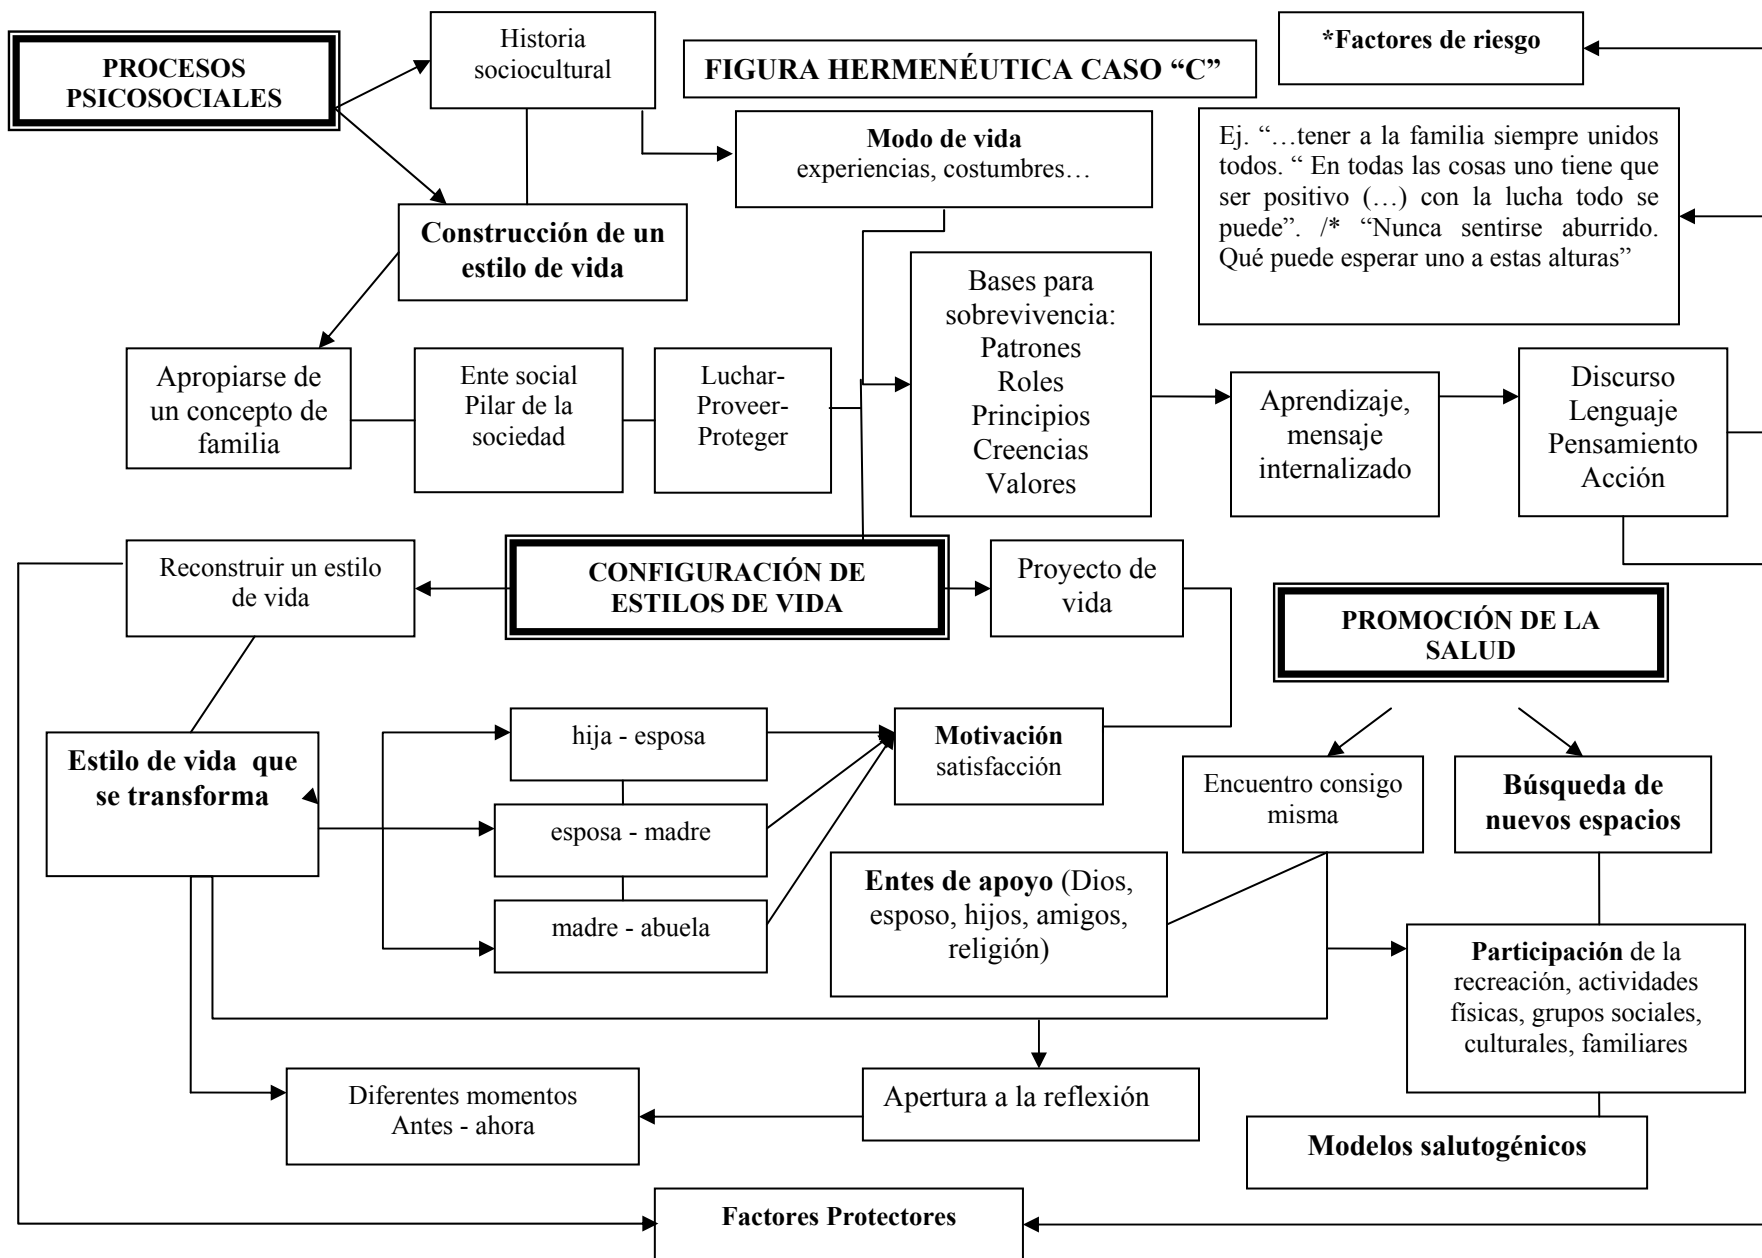 PROCESOS
PSICOSOCIALES
Historia
sociocultural
FIGURA HERMENÉUTICA CASO “C”
*Factores de riesgo
Modo de vida
experiencias, costumbres…
Ej. “…tener a la familia siempre unidos
todos. “ En todas las cosas uno tiene que
ser positivo (…) con la lucha todo se
puede”. /* “Nunca sentirse aburrido.
Qué puede esperar uno a estas alturas”
Construcción de un
estilo de vida
Apropiarse de
un concepto de
familia
Ente social
Pilar de la
sociedad
Luchar-
Proveer-
Proteger
Bases para
sobrevivencia:
Patrones
Roles
Principios
Creencias
Valores
Aprendizaje,
mensaje
internalizado
Discurso
Lenguaje
Pensamiento
Acción
Reconstruir un estilo
de vida
CONFIGURACIÓN DE
ESTILOS DE VIDA
Proyecto de
vida
PROMOCIÓN DE LA
SALUD
Estilo de vida  que
se transforma
hija - esposa
esposa - madre
madre - abuela
Motivación
satisfacción
Encuentro consigo
misma
Búsqueda de
nuevos espacios
Entes de apoyo (Dios,
esposo, hijos, amigos,
religión)
Participación de la
recreación, actividades
físicas, grupos sociales,
culturales, familiares
Diferentes momentos
Antes - ahora
Apertura a la reflexión
Modelos salutogénicos
Factores Protectores